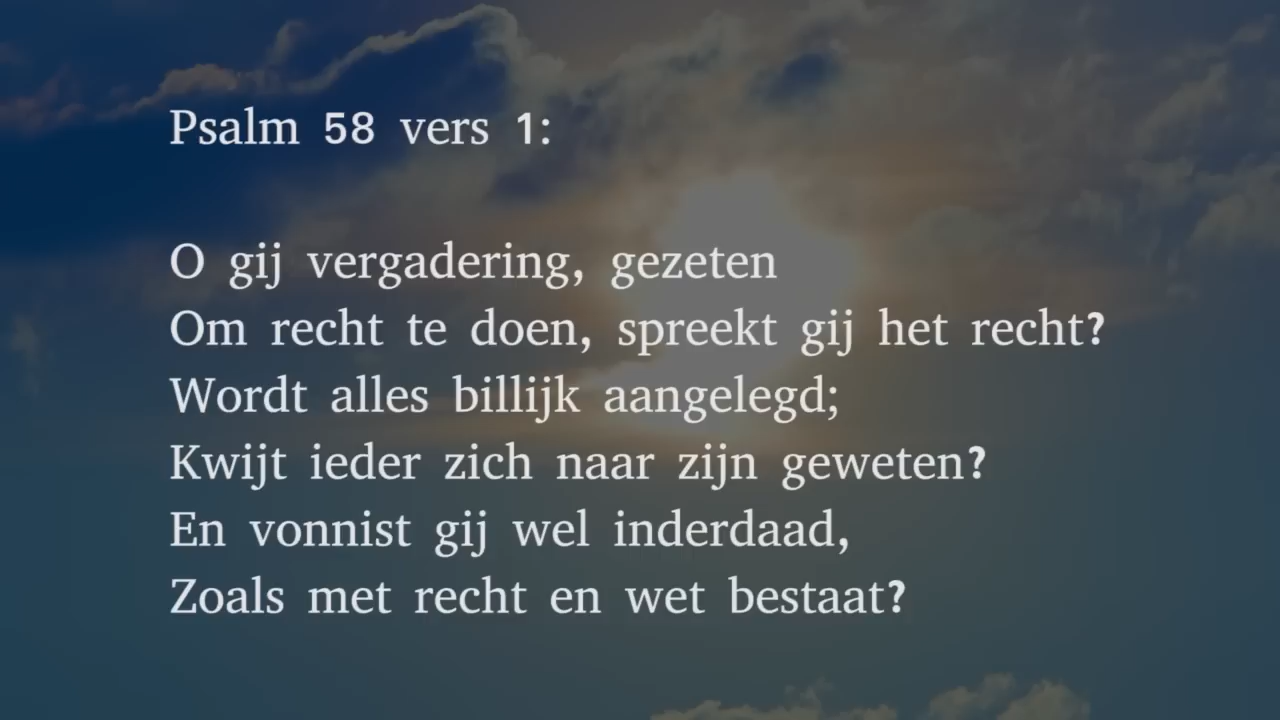 Psalm 58 vers 1:
O gij vergadering, gezeten
Om recht te doen, spreekt gij het recht?
Wordt alles billijk aangelegd;
Kwijt ieder zich naar zijn geweten?
En vonnist gij wel inderdaad,
Zoals met recht en wet bestaat?